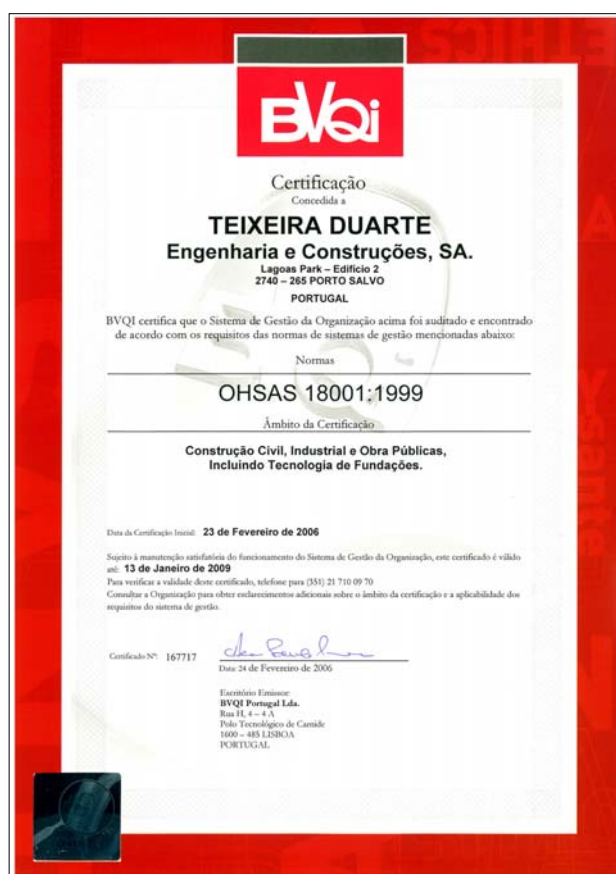 BVQi
Certificação
Concedida a
TEIXEIRA DUARTE
Engenharia e Construções, SA.
Lagoas Park – Edifício 2
2740 – 265 PORTO SALVO
PORTUGAL
BVQI certifica que o Sistema de Gestão da Organização acima foi auditado e encontrado
de acordo com os requisitos das normas de sistemas de gestão mencionadas abaixo:
Normas
OHSAS 18001:1999
Âmbito da Certificação
Construção Civil, Industrial e Obra Públicas,
Incluindo Tecnologia de Fundações.
Data da Certificação Inicial: 23 de Fevereiro de 2006
Sujeito à manutenção satisfatória do funcionamento do Sistema de Gestão da Organização, este certificado é válido
até: 13 de Janeiro de 2009
Para verificar a validade deste certificado, telefone para (351) 21 710 09 70
Consultar a Organização para obter esclarecimentos adicionais sobre o âmbito da certificação e a aplicabilidade dos
requisitos do sistema de gestão.
Certificado Nº: 167717
Data: 24 de Fevereiro de 2006
Escritório Emissor:
BVQI Portugal Lda.
Rua H, 4 – 4 A
Polo Tecnológico de Carnide
1600 – 485 LISBOA
PORTUGAL
ETHICS